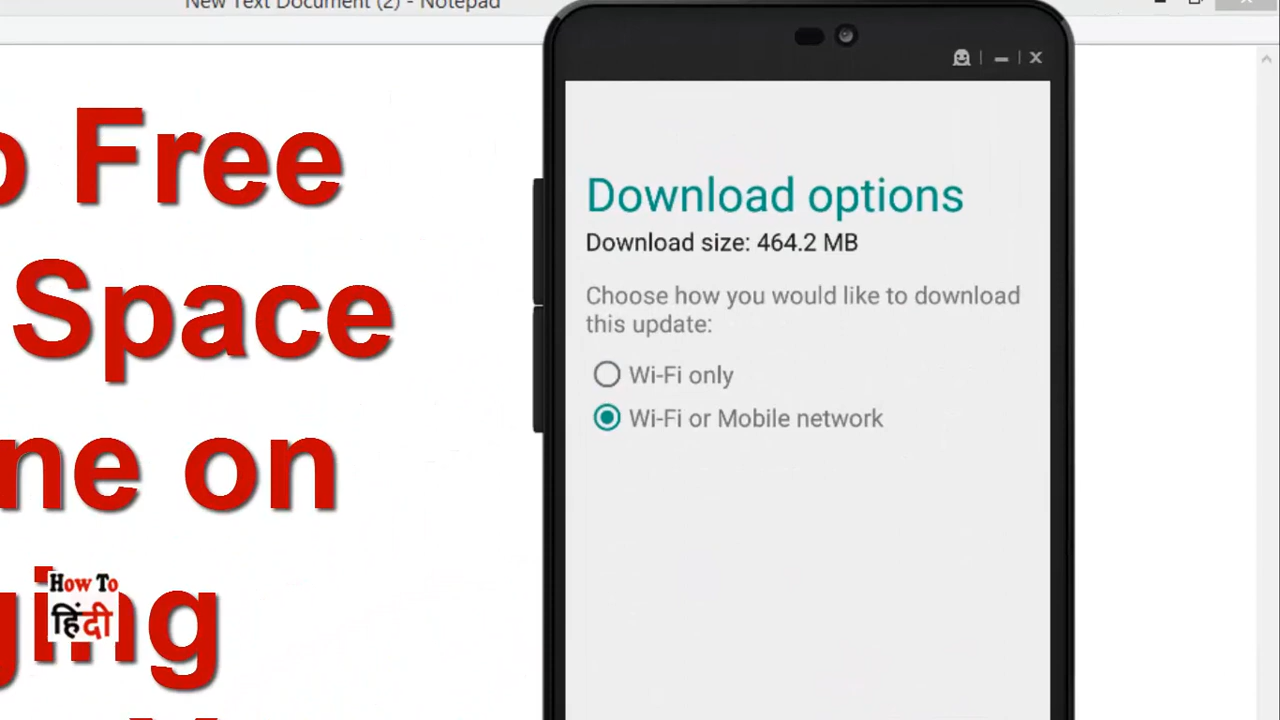 New Text Document (2) - Notepad
Free
Space
on
How To
हिंदी
Download options
Download size: 464.2 MB
Choose how you would like to download
this update:
Wi-Fi only
Wi-Fi or Mobile network